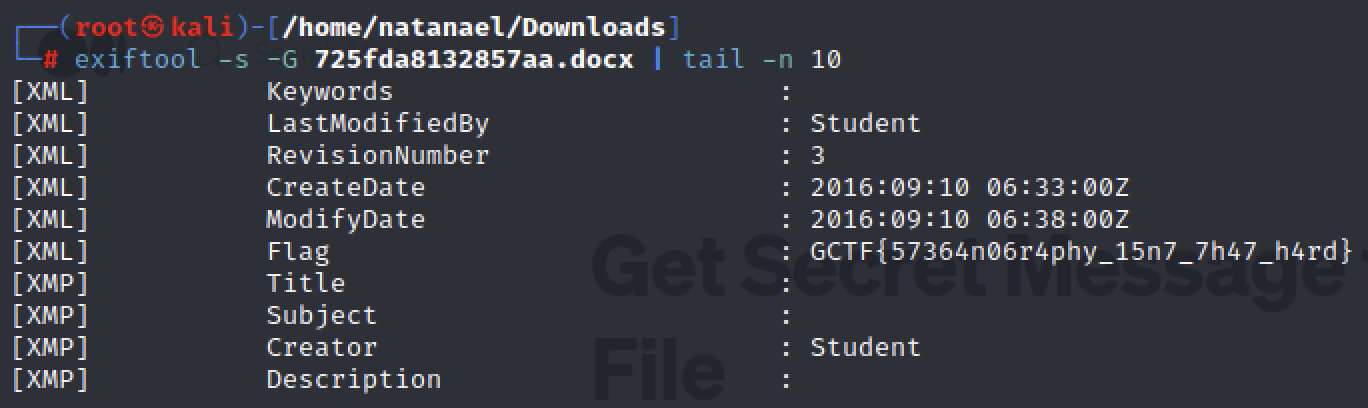 ┌──(root㉿kali)-[/home/natanael/Downloads]
└─# exiftool -s -G 725fda8132857aa.docx | tail -n 10
[XML] Keywords :
[XML] LastModifiedBy : Student
[XML] RevisionNumber : 3
[XML] CreateDate : 2016:09:10 06:33:00Z
[XML] ModifyDate : 2016:09:10 06:38:00Z
[XML] Flag : GCTF{57364n06r4phy_15n7_7h47_h4rd}
[XMP] Title :
[XMP] Subject :
[XMP] Creator : Student
[XMP] Description :
Get Secret Message
File